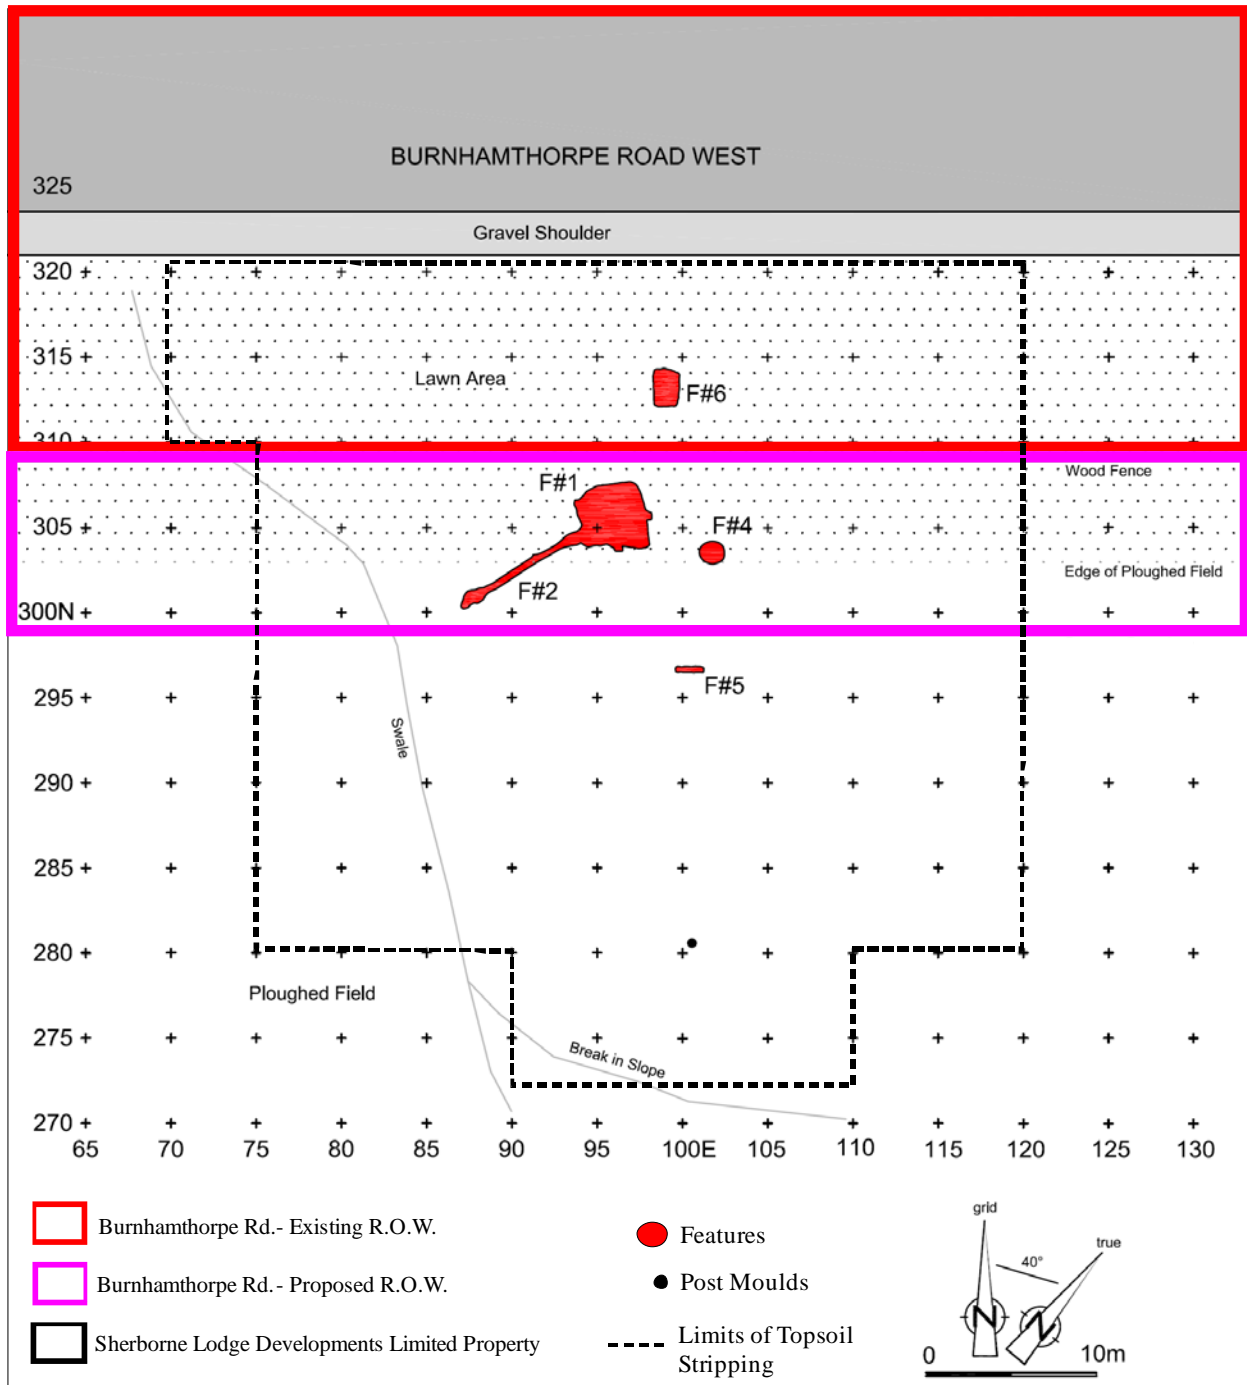 BURNHAMTHORPE ROAD WEST
325
Gravel Shoulder
320
315
Lawn Area
F#6
310
Wood Fence
F#1
305
F#4
Edge of Ploughed Field
F#2
300N
F#5
295
Swale
290
285
280
Ploughed Field
275
Break in Slope
270
65 70 75 80 85 90 95 100E 105 110 115 120 125 130
grid
Burnhamthorpe Rd.- Existing R.O.W.
Features
true
40°
Burnhamthorpe Rd.- Proposed R.O.W.
Post Moulds
N N
Sherborne Lodge Developments Limited Property
Limits of Topsoil
Stripping
0 10m